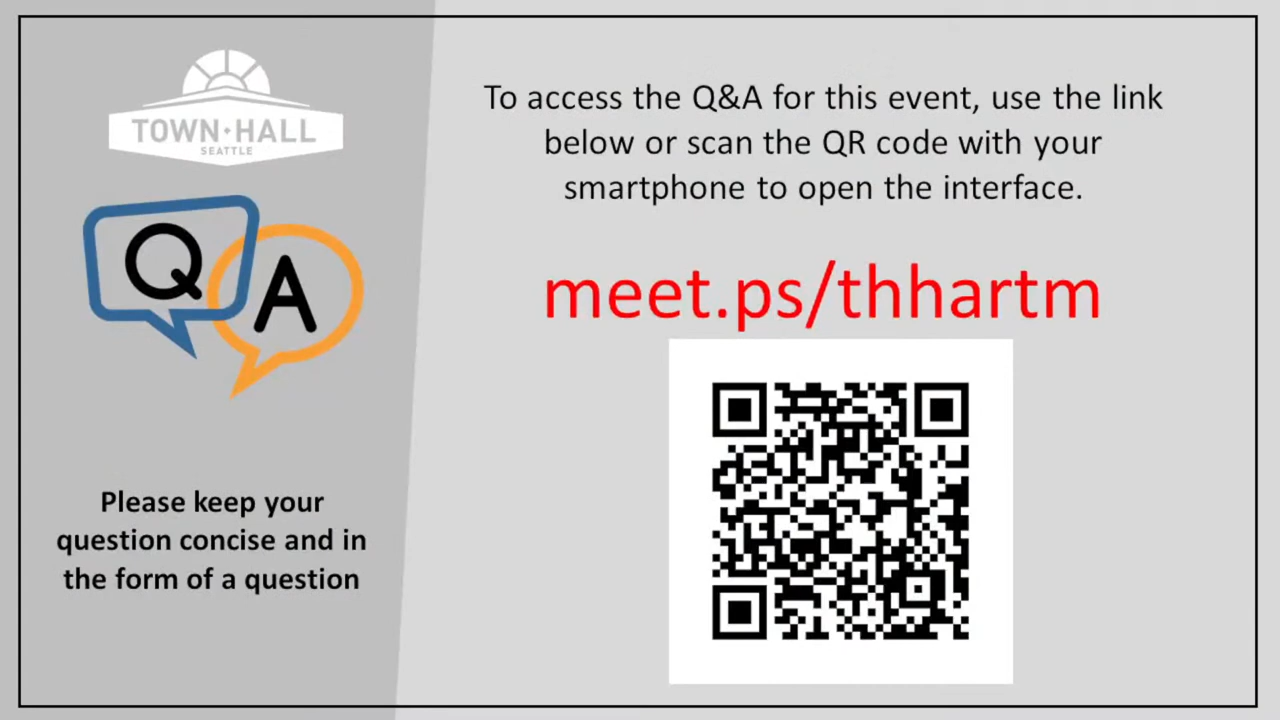 TOWN·HALL
SEATTLE
Q
A
Please keep your
question concise and in
the form of a question
To access the Q&A for this event, use the link
below or scan the QR code with your
smartphone to open the interface.
meet.ps/thhartm